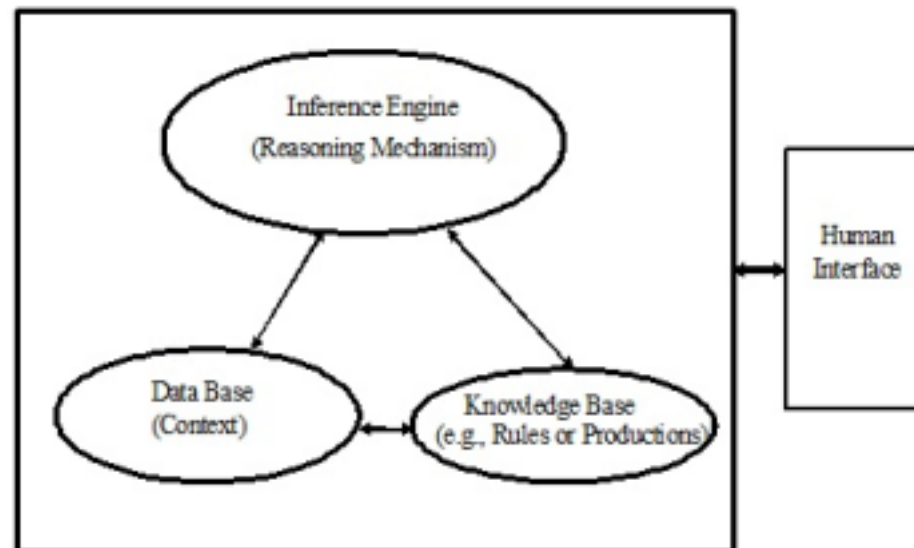 Inference Engine
(Reasoning Mechanism)
Human
Interface
Data Base
(Context)
Knowledge Base
(e.g., Rules or Productions)